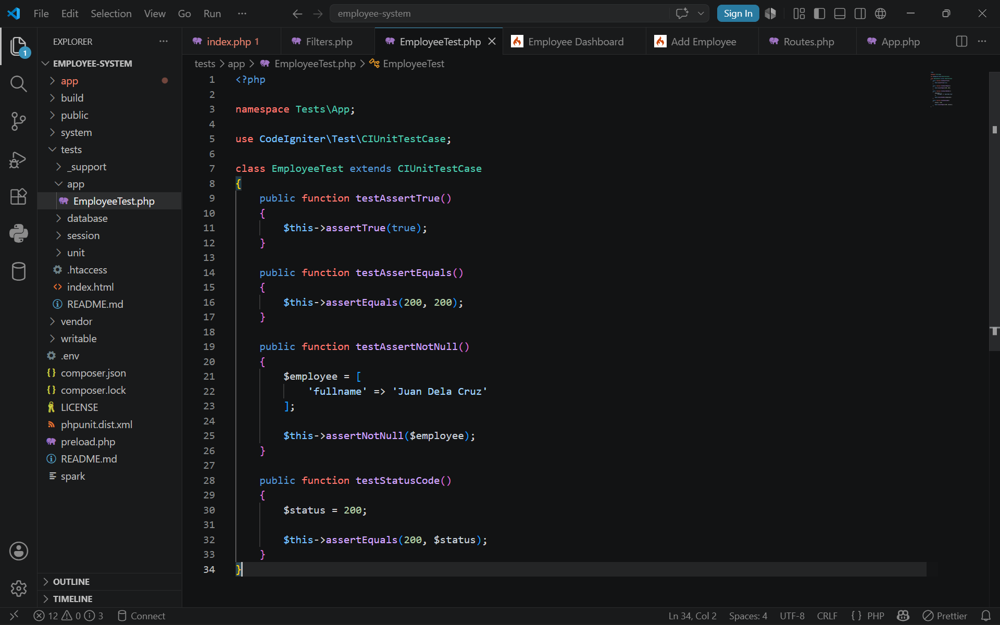 File Edit Selection View Go Run ··· employee-system Sign In
EXPLORER ···
index.php 1 Filters.php EmployeeTest.php Employee Dashboard Add Employee Routes.php App.php ···
1
EMPLOYEE-SYSTEM
app
build
public
system
tests
_support
app
EmployeeTest.php
database
session
unit
.htaccess
index.html
README.md
vendor
writable
.env
composer.json
composer.lock
LICENSE
phpunit.dist.xml
preload.php
README.md
spark
OUTLINE
TIMELINE
tests > app > EmployeeTest.php > EmployeeTest
1 <?php
2
3 namespace Tests\App;
4
5 use CodeIgniter\Test\CIUnitTestCase;
6
7 class EmployeeTest extends CIUnitTestCase
8 {
9 public function testAssertTrue()
10 {
11 $this->assertTrue(true);
12 }
13
14 public function testAssertEquals()
15 {
16 $this->assertEquals(200, 200);
17 }
18
19 public function testAssertNotNull()
20 {
21 $employee = [
22 'fullname' => 'Juan Dela Cruz'
23 ];
24
25 $this->assertNotNull($employee);
26 }
27
28 public function testStatusCode()
29 {
30 $status = 200;
31
32 $this->assertEquals(200, $status);
33 }
34 }
12 0 3 Connect Ln 34, Col 2 Spaces: 4 UTF-8 CRLF { } PHP Prettier